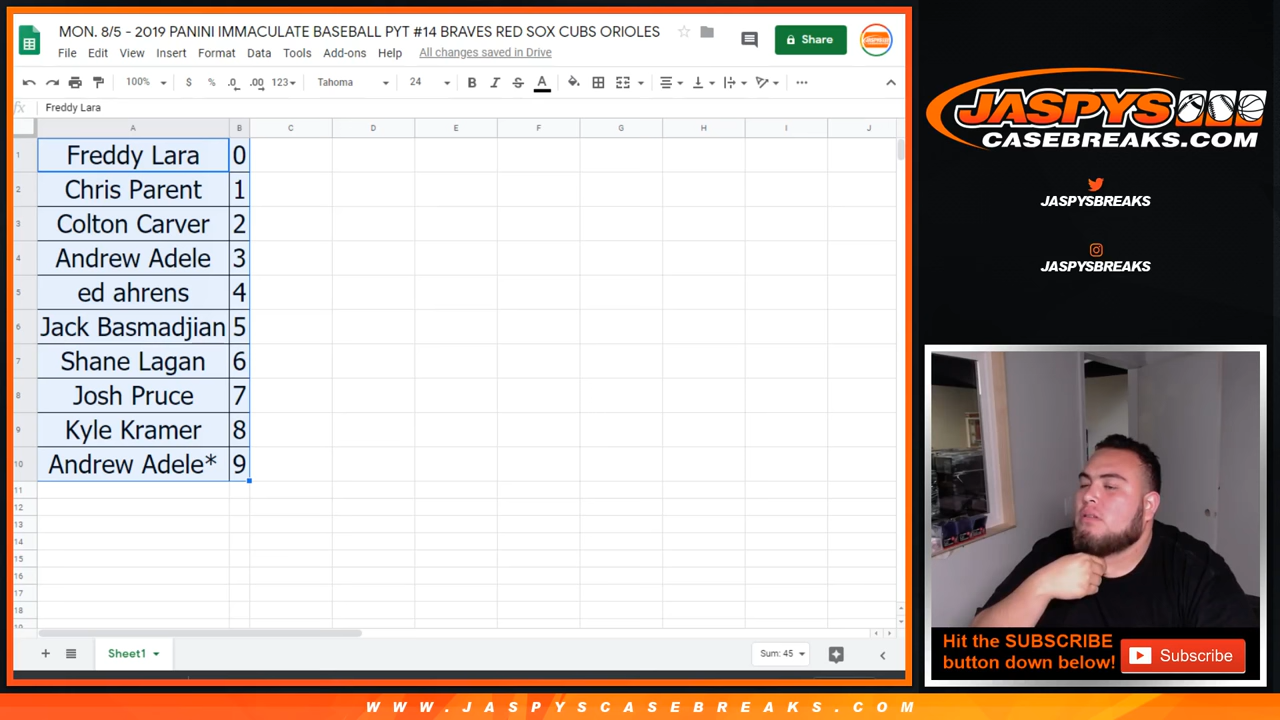 MON. 8/5 - 2019 PANINI IMMACULATE BASEBALL PYT #14 BRAVES RED SOX CUBS ORIOLES
File Edit View Format Data Tools Add-ons Help All changes saved in Drive
Share
100% $ % .0 .00 123 Tahoma 24 B I S A
fx Freddy Lara
A B C D E F G H I J
1 Freddy Lara 0
2 Chris Parent 1
3 Colton Carver 2
4 Andrew Adele 3
5 ed ahrens 4
6 Jack Basmadjian 5
7 Shane Lagan 6
8 Josh Pruce 7
9 Kyle Kramer 8
10 Andrew Adele* 9
11
12
13
14
15
16
17
18
Sheet1
Sum: 45
JASPYS
CASEBREAKS.COM
JASPYSBREAKS
JASPYSBREAKS
Hit the SUBSCRIBE
button down below!
Subscribe
WWW.JASPYSCASEBREAKS.COM